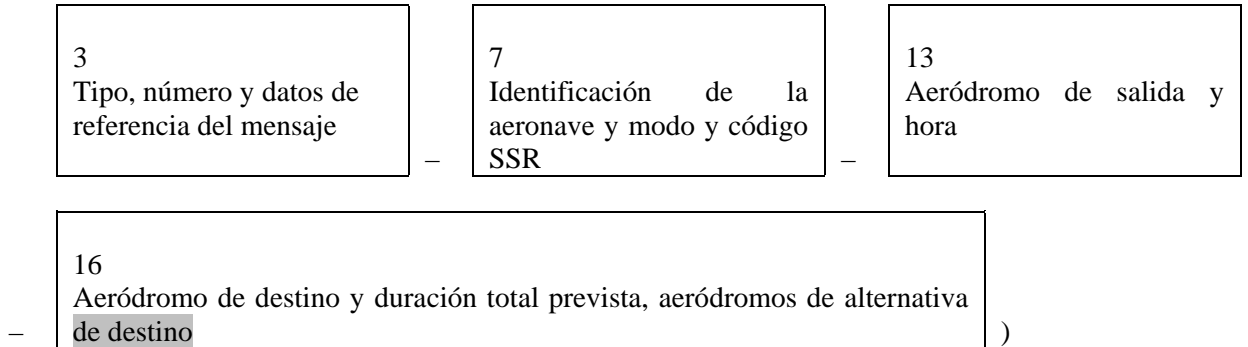 3
Tipo, número y datos de
referencia del mensaje
–
7
Identificación de la
aeronave y modo y código
SSR
–
13
Aeródromo de salida y
hora
–
16
Aeródromo de destino y duración total prevista, aeródromos de alternativa
de destino
)